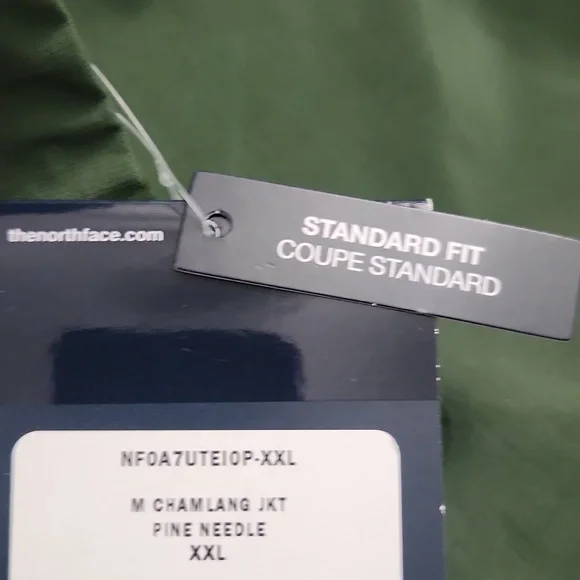 thenorthface.com
STANDARD FIT
COUPE STANDARD
NF0A7UTEI0P-XXL
M CHAMLANG JKT
PINE NEEDLE
XXL